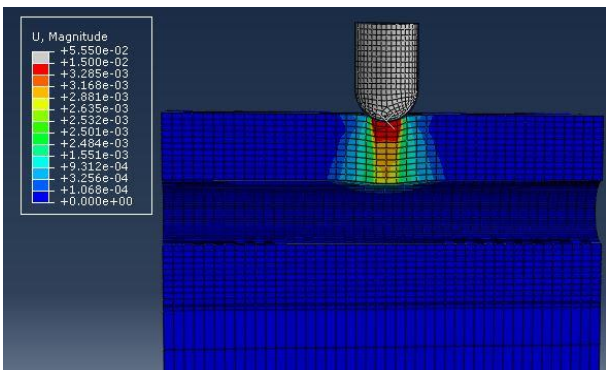 U, Magnitude
+5.550e-02
+1.500e-02
+3.285e-03
+3.168e-03
+2.881e-03
+2.635e-03
+2.532e-03
+2.501e-03
+2.484e-03
+1.551e-03
+9.312e-04
+3.256e-04
+1.068e-04
+0.000e+00